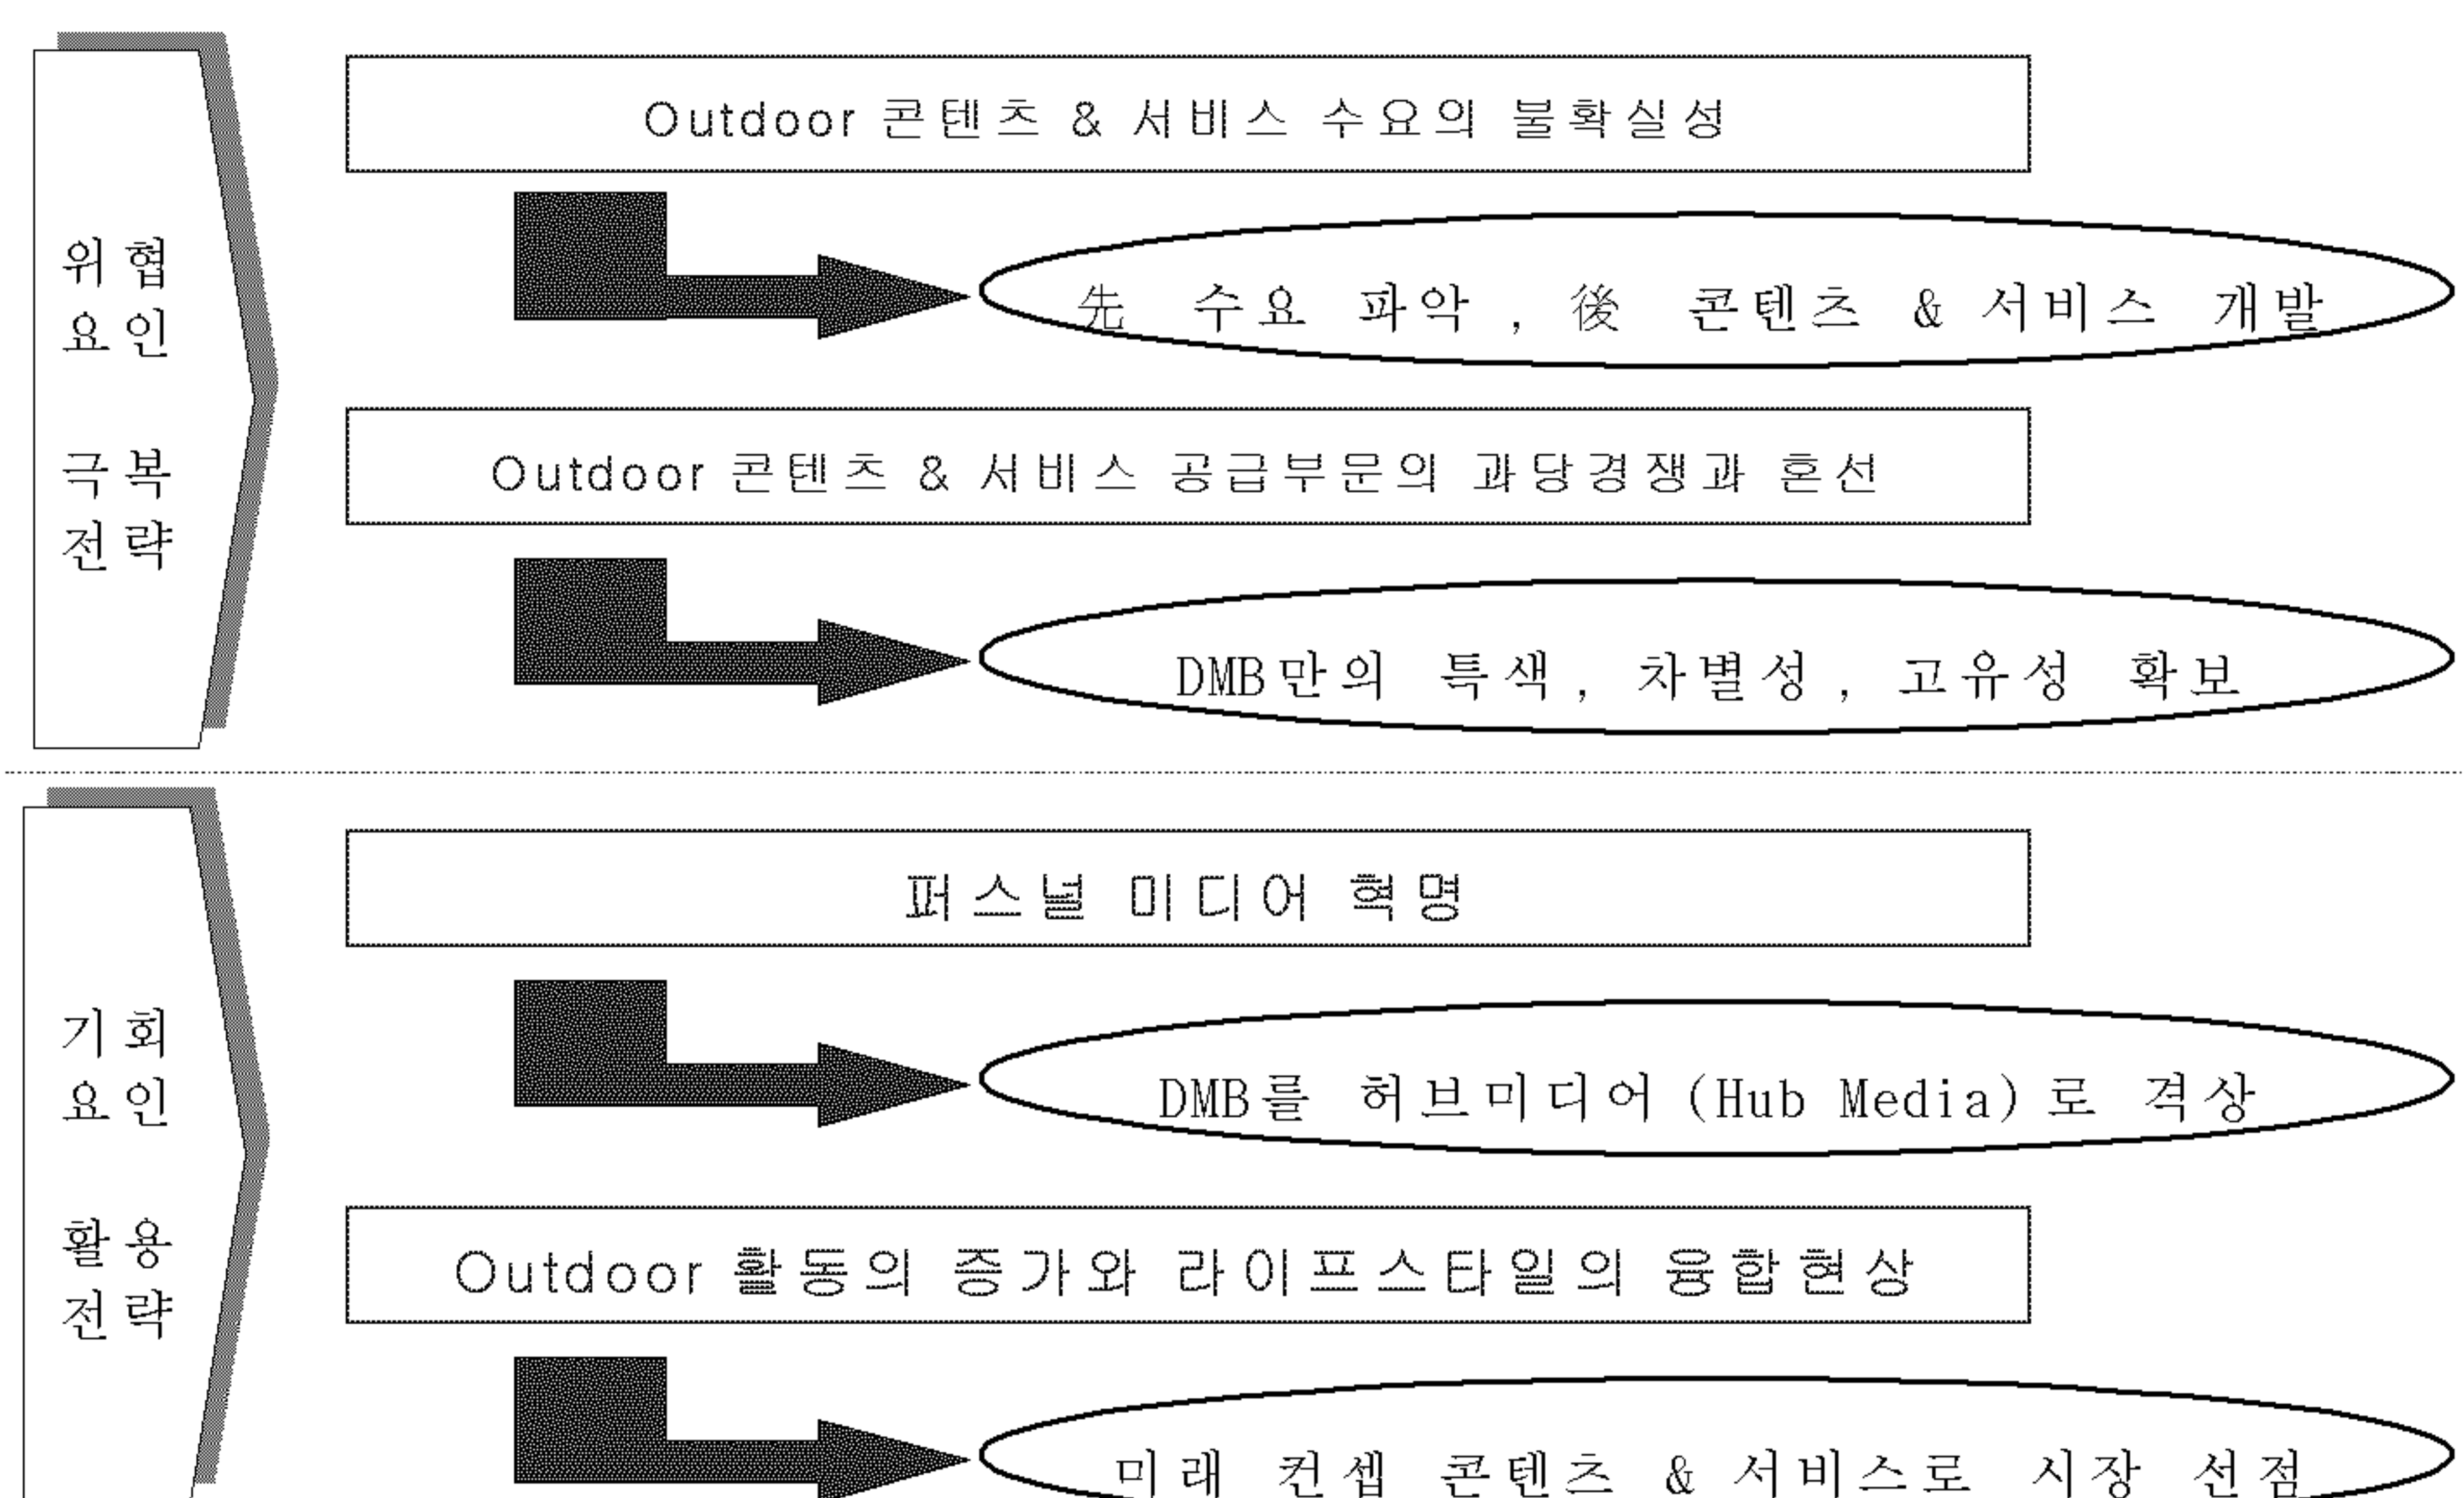 위협
요인
극복
전략
Outdoor 콘텐츠 & 서비스 수요의 불확실성
先 수요 파악, 後 콘텐츠 & 서비스 개발
Outdoor 콘텐츠 & 서비스 공급부문의 과당경쟁과 혼선
DMB만의 특색, 차별성, 고유성 확보
기회
요인
활용
전략
퍼스널 미디어 혁명
DMB를 허브미디어(Hub Media)로 격상
Outdoor 활동의 증가와 라이프스타일의 융합현상
미래 컨셉 콘텐츠 & 서비스로 시장 선점